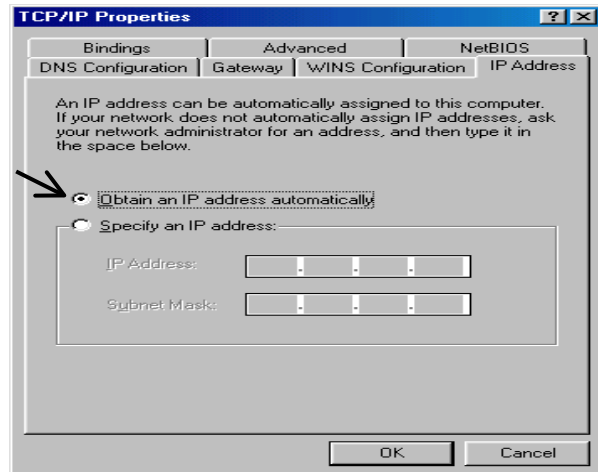 TCP/IP Properties
Bindings Advanced NetBIOS
DNS Configuration Gateway WINS Configuration IP Address
An IP address can be automatically assigned to this computer.
If your network does not automatically assign IP addresses, ask
your network administrator for an address, and then type it in
the space below.
Obtain an IP address automatically
Specify an IP address:
IP Address:
Subnet Mask:
OK Cancel